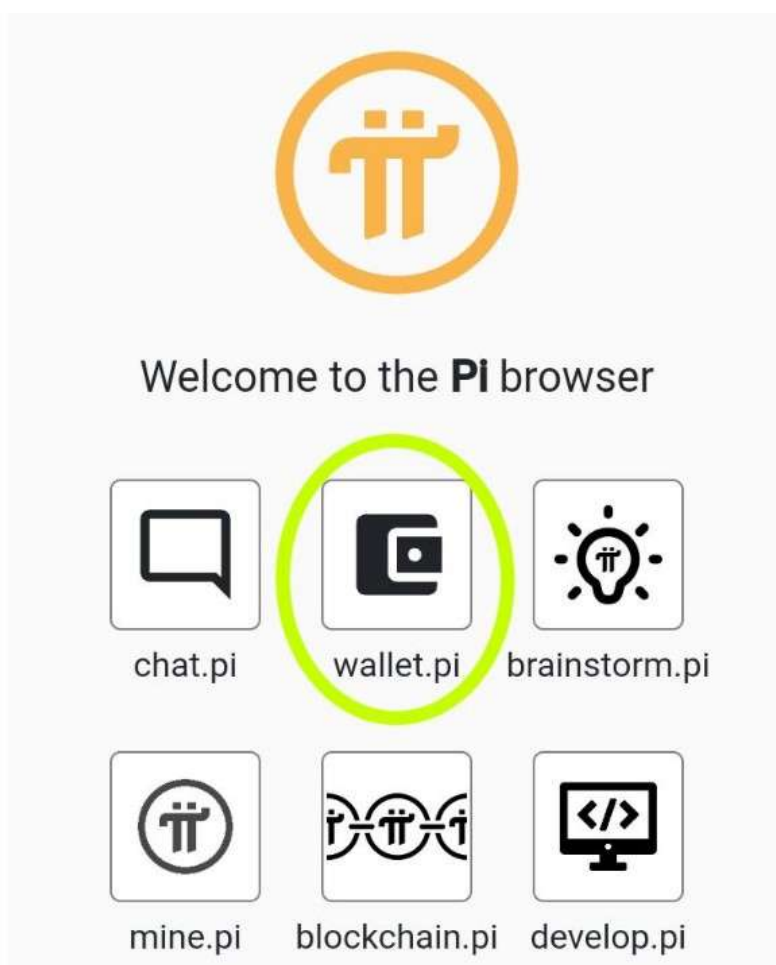 Welcome to the Pi browser
chat.pi wallet.pi brainstorm.pi
mine.pi blockchain.pi develop.pi